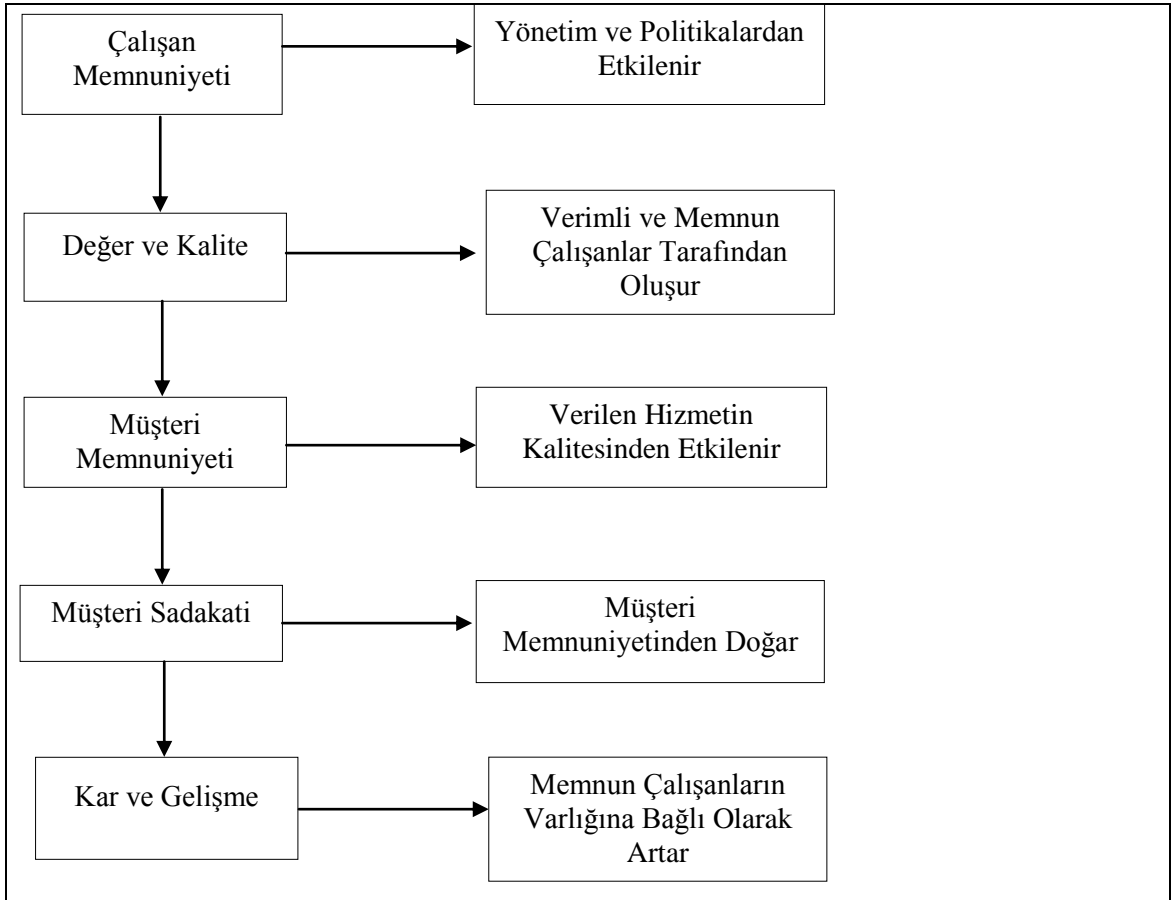 Çalışan
Memnuniyeti
Yönetim ve Politikalardan
Etkilenir
Değer ve Kalite
Verimli ve Memnun
Çalışanlar Tarafından
Oluşur
Müşteri
Memnuniyeti
Verilen Hizmetin
Kalitesinden Etkilenir
Müşteri Sadakati
Müşteri
Memnuniyetinden Doğar
Kar ve Gelişme
Memnun Çalışanların
Varlığına Bağlı Olarak
Artar